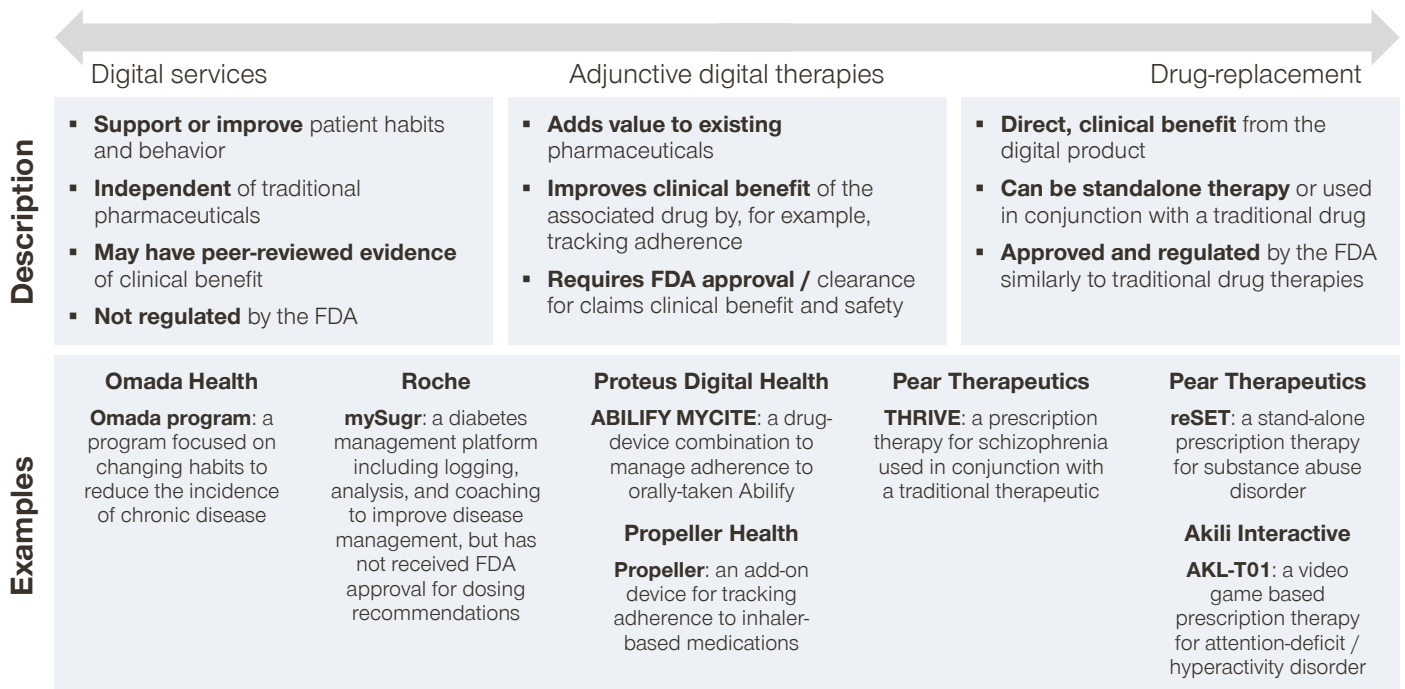 Digital services
Adjunctive digital therapies
Drug-replacement
Description
▪ Support or improve patient habits
and behavior
▪ Independent of traditional
pharmaceuticals
▪ May have peer-reviewed evidence
of clinical benefit
▪ Not regulated by the FDA
▪ Adds value to existing
pharmaceuticals
▪ Improves clinical benefit of the
associated drug by, for example,
tracking adherence
▪ Requires FDA approval / clearance
for claims clinical benefit and safety
▪ Direct, clinical benefit from the
digital product
▪ Can be standalone therapy or used
in conjunction with a traditional drug
▪ Approved and regulated by the FDA
similarly to traditional drug therapies
Examples
Omada Health
Omada program: a
program focused on
changing habits to
reduce the incidence
of chronic disease
Roche
mySugr: a diabetes
management platform
including logging,
analysis, and coaching
to improve disease
management, but has
not received FDA
approval for dosing
recommendations
Proteus Digital Health
ABILIFY MYCITE: a drug-
device combination to
manage adherence to
orally-taken Abilify
Propeller Health
Propeller: an add-on
device for tracking
adherence to inhaler-
based medications
Pear Therapeutics
THRIVE: a prescription
therapy for schizophrenia
used in conjunction with
a traditional therapeutic
Pear Therapeutics
reSET: a stand-alone
prescription therapy
for substance abuse
disorder
Akili Interactive
AKL-T01: a video
game based
prescription therapy
for attention-deficit /
hyperactivity disorder